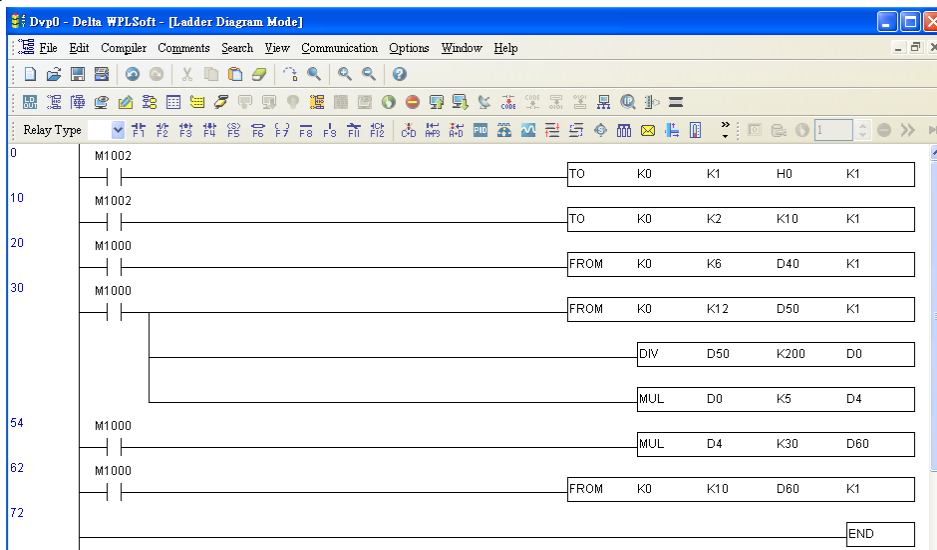 Dvp0 - Delta WPLSoft - [Ladder Diagram Mode]
File Edit Compiler Comments Search View Communication Options Window Help
Relay Type F1 F2 F3 F4 F5 F6 F7 F8 F9 F11 F12 1
0 M1002
TO K0 K1 H0 K1
10 M1002
TO K0 K2 K10 K1
20 M1000
FROM K0 K6 D40 K1
30 M1000
FROM K0 K12 D50 K1
DIV D50 K200 D0
MUL D0 K5 D4
54 M1000
MUL D4 K30 D60
62 M1000
FROM K0 K10 D60 K1
72
END